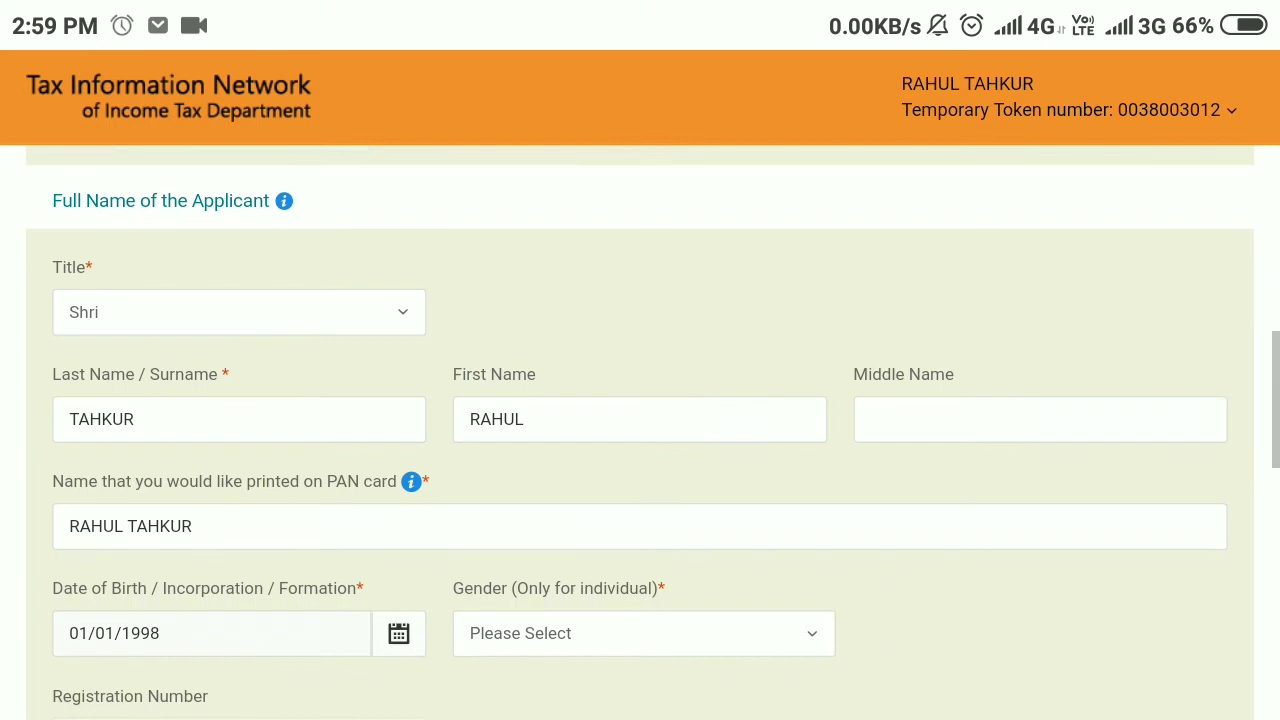 2:59 PM 0.00KB/s 4G VoLTE 3G 66%
Tax Information Network
of Income Tax Department
RAHUL TAHKUR
Temporary Token number: 0038003012
Full Name of the Applicant
Title*
Shri
Last Name / Surname * First Name Middle Name
TAHKUR RAHUL
Name that you would like printed on PAN card *
RAHUL TAHKUR
Date of Birth / Incorporation / Formation* Gender (Only for individual)*
01/01/1998 Please Select
Registration Number